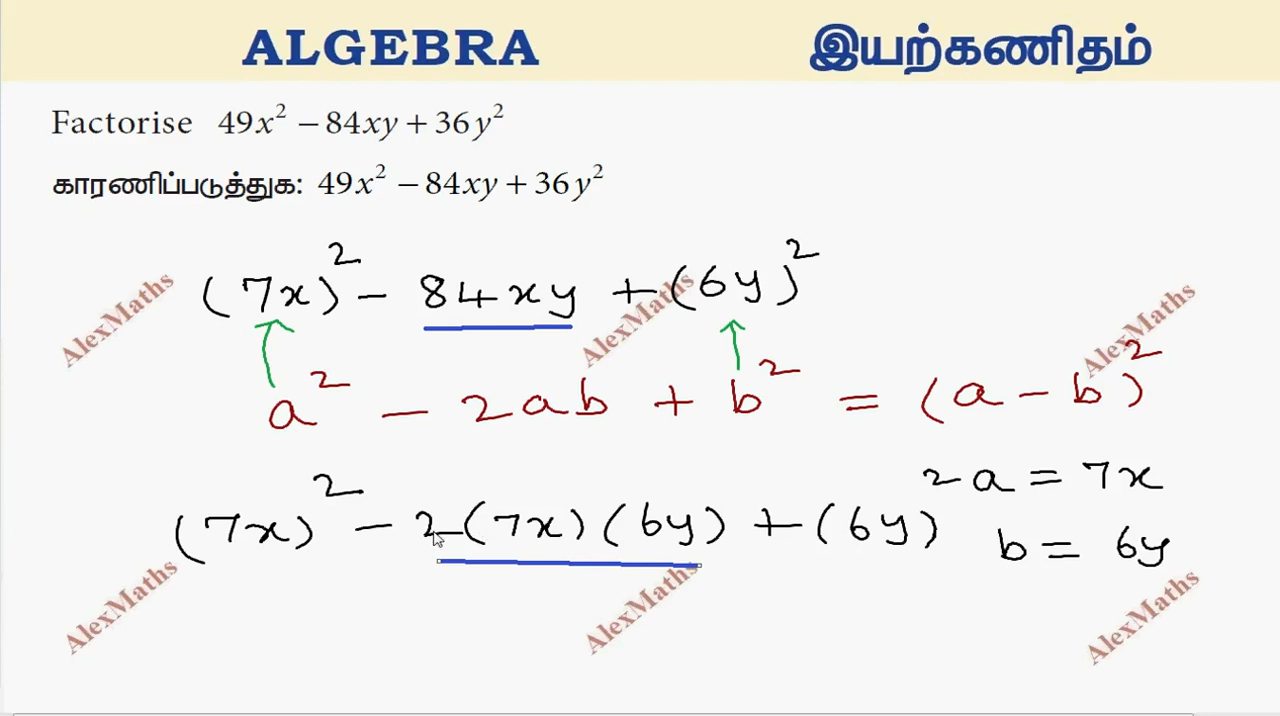 ALGEBRA இயற்கணிதம்
Factorise 49x² − 84xy + 36y²
காரணிப்படுத்துக: 49x² − 84xy + 36y²
(7x)² − 84xy + (6y)²
AlexMaths AlexMaths AlexMaths
a² − 2ab + b² = (a − b)²
(7x)² − 2(7x)(6y) + (6y)² a = 7x
b = 6y
AlexMaths AlexMaths AlexMaths